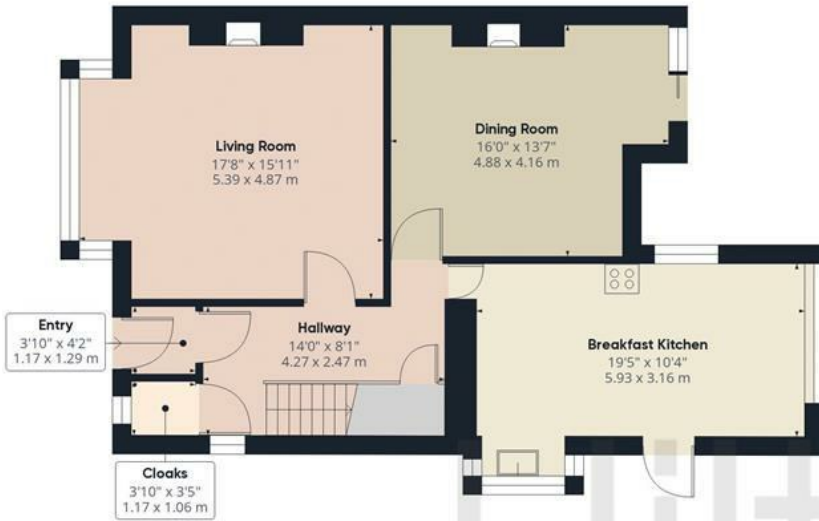 Living Room
17'8" x 15'11"
5.39 x 4.87 m
Dining Room
16'0" x 13'7"
4.88 x 4.16 m
Entry
3'10" x 4'2"
1.17 x 1.29 m
Hallway
14'0" x 8'1"
4.27 x 2.47 m
Breakfast Kitchen
19'5" x 10'4"
5.93 x 3.16 m
Cloaks
3'10" x 3'5"
1.17 x 1.06 m